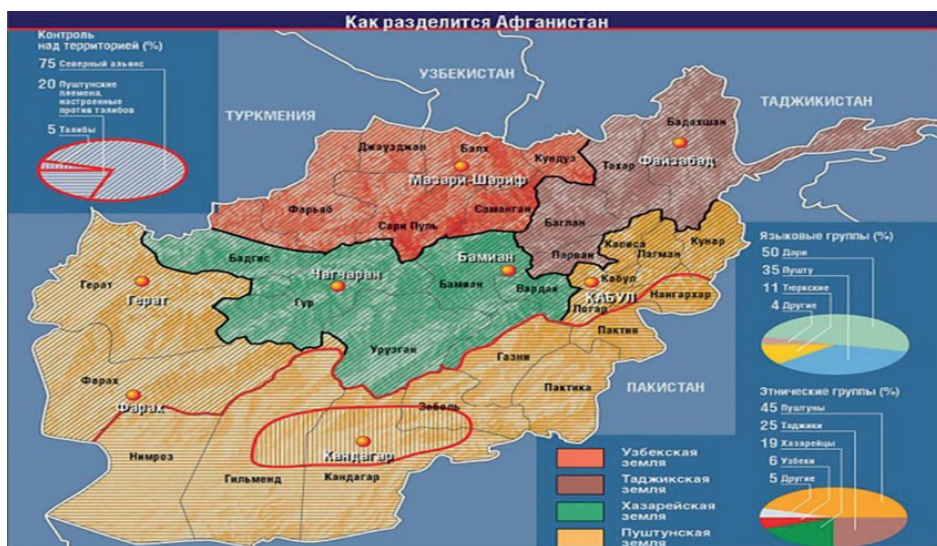 Как разделится Афганистан
Контроль
над территорией (%)
75 Северный альянс
20 Пуштунские
племена,
настроенные
против талибов
5 Талибы
УЗБЕКИСТАН
ТУРКМЕНИЯ
ТАДЖИКИСТАН
ПАКИСТАН
Бадахшан
Файзабад
Тахар
Кундуз
Балх
Джаузджан
Мазари-Шариф
Фарьяб
Саманган
Сари Пуль
Баглан
Парван
Каписа
Лагман
Кунар
Кабул
КАБУЛ
Нангархар
Логар
Пактия
Бадгис
Чагчаран
Бамиан
Бамиан
Вардак
Гур
Урузган
Герат
Герат
Фарах
Фарах
Газни
Пактика
Заболь
Кандагар
Кандагар
Нимроз
Гильменд
Языковые группы (%)
50 Дари
35 Пушту
11 Тюркские
4 Другие
Этнические группы (%)
45 Пуштуны
25 Таджики
19 Хазарейцы
6 Узбеки
5 Другие
Узбекская
земля
Таджикская
земля
Хазарейская
земля
Пуштунская
земля